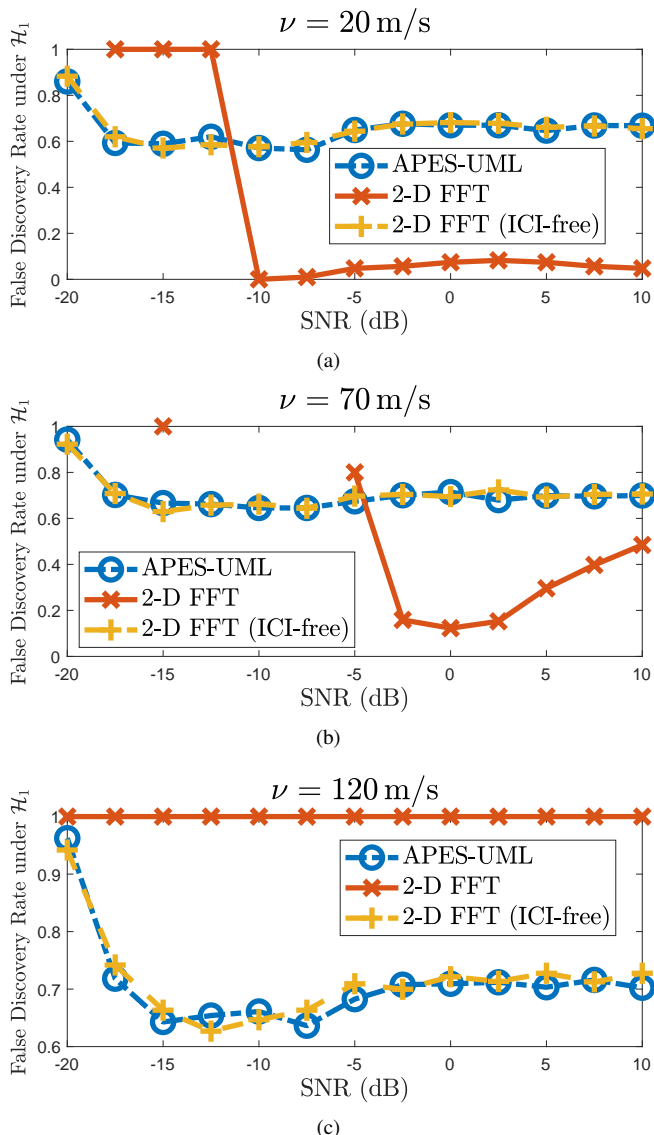 ν = 20 m/s
False Discovery Rate under H₁
1
0.8
0.6
0.4
0.2
0
APES-UML
2-D FFT
2-D FFT (ICI-free)
-20 -15 -10 -5 0 5 10
SNR (dB)
(a)
ν = 70 m/s
False Discovery Rate under H₁
1
0.8
0.6
0.4
0.2
0
APES-UML
2-D FFT
2-D FFT (ICI-free)
-20 -15 -10 -5 0 5 10
SNR (dB)
(b)
ν = 120 m/s
False Discovery Rate under H₁
1
0.9
0.8
0.7
0.6
APES-UML
2-D FFT
2-D FFT (ICI-free)
-20 -15 -10 -5 0 5 10
SNR (dB)
(c)